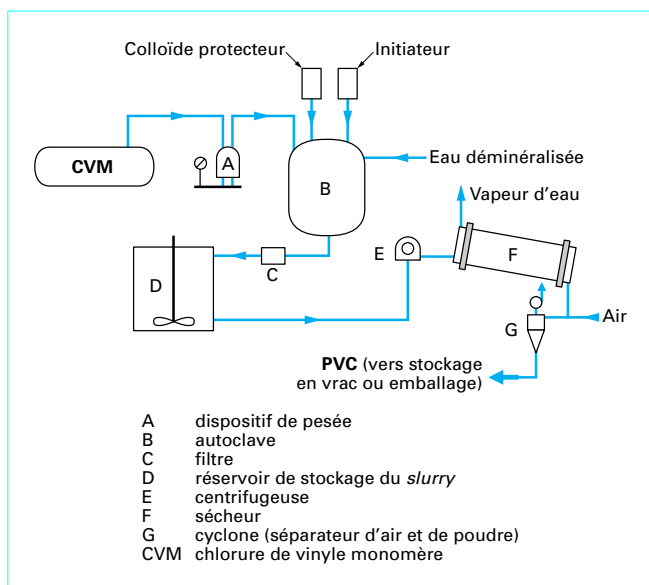 Colloïde protecteur
Initiateur
CVM
A
B
Eau déminéralisée
Vapeur d'eau
E
F
C
D
G
Air
PVC (vers stockage
en vrac ou emballage)
A dispositif de pesée
B autoclave
C filtre
D réservoir de stockage du slurry
E centrifugeuse
F sécheur
G cyclone (séparateur d'air et de poudre)
CVM chlorure de vinyle monomère